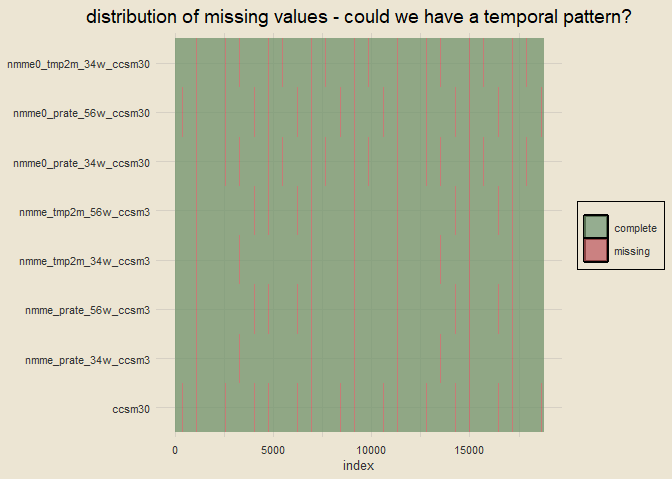 distribution of missing values - could we have a temporal pattern?
nmme0_tmp2m_34w_ccsm30
nmme0_prate_56w_ccsm30
nmme0_prate_34w_ccsm30
nmme_tmp2m_56w_ccsm3
nmme_tmp2m_34w_ccsm3
nmme_prate_56w_ccsm3
nmme_prate_34w_ccsm3
ccsm30
complete
missing
0 5000 10000 15000
index